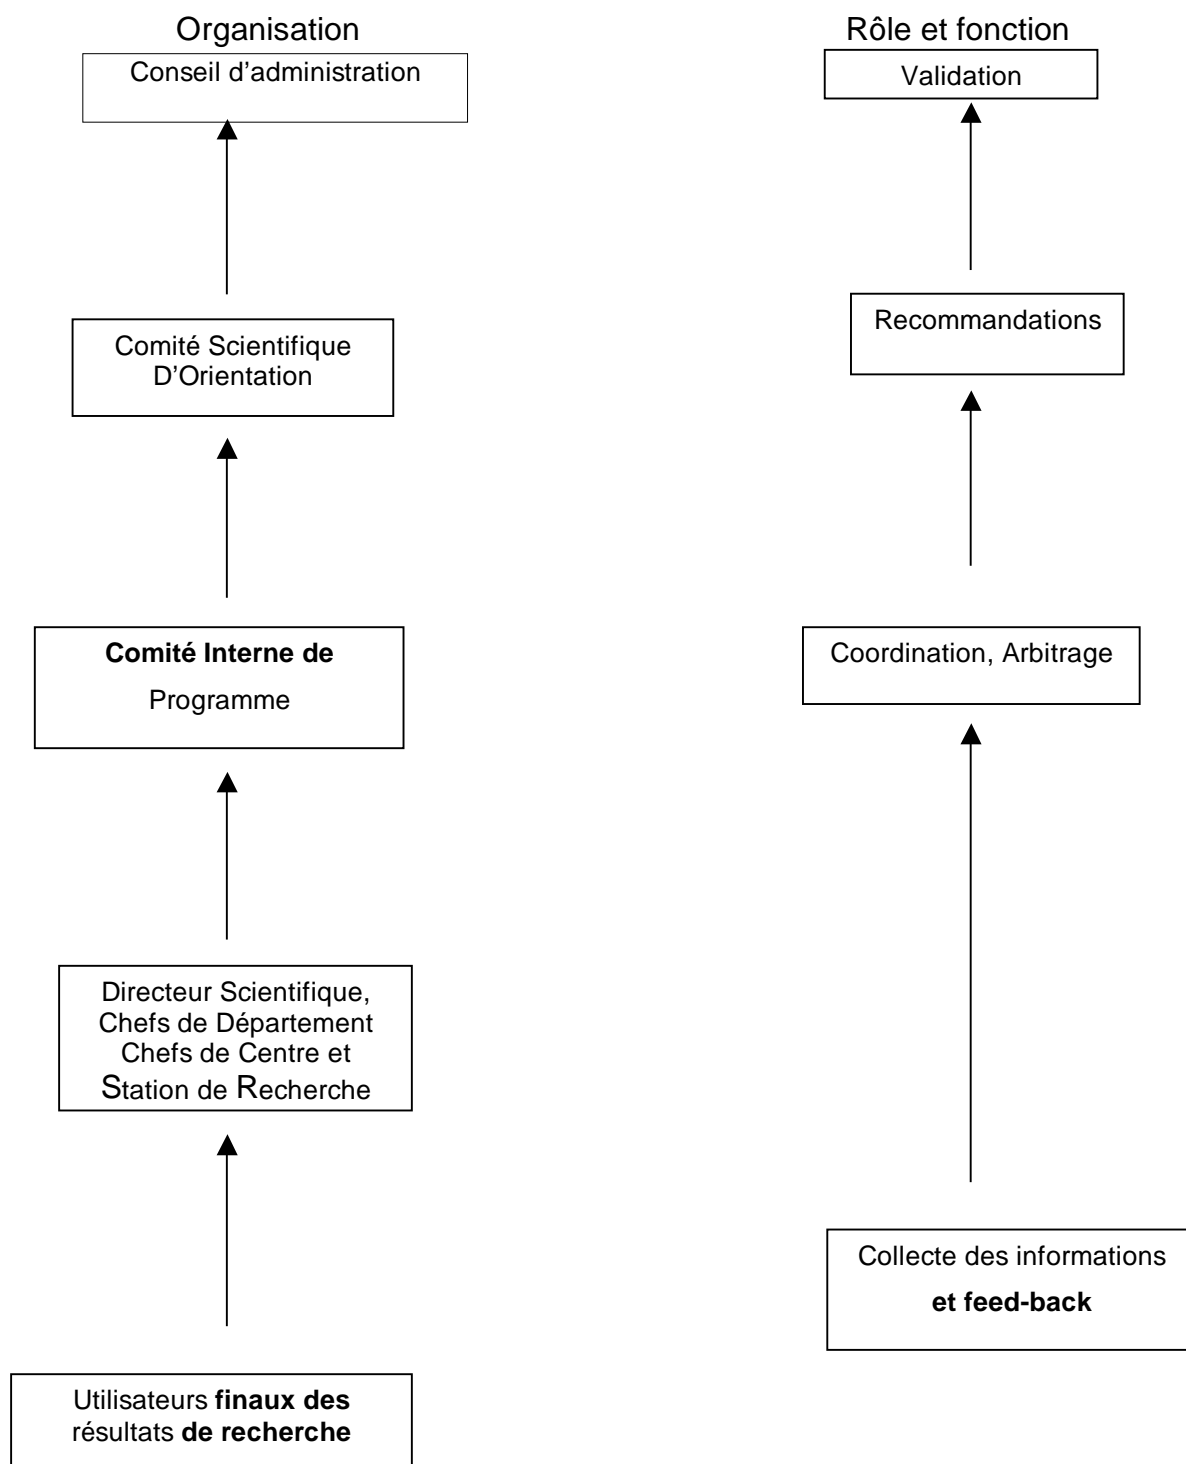 Organisation
Conseil d’administration
Comité Scientifique
D’Orientation
Comité Interne de
Programme
Directeur Scientifique,
Chefs de Département
Chefs de Centre et
Station de Recherche
Utilisateurs finaux des
résultats de recherche
Rôle et fonction
Validation
Recommandations
Coordination, Arbitrage
Collecte des informations
et feed-back